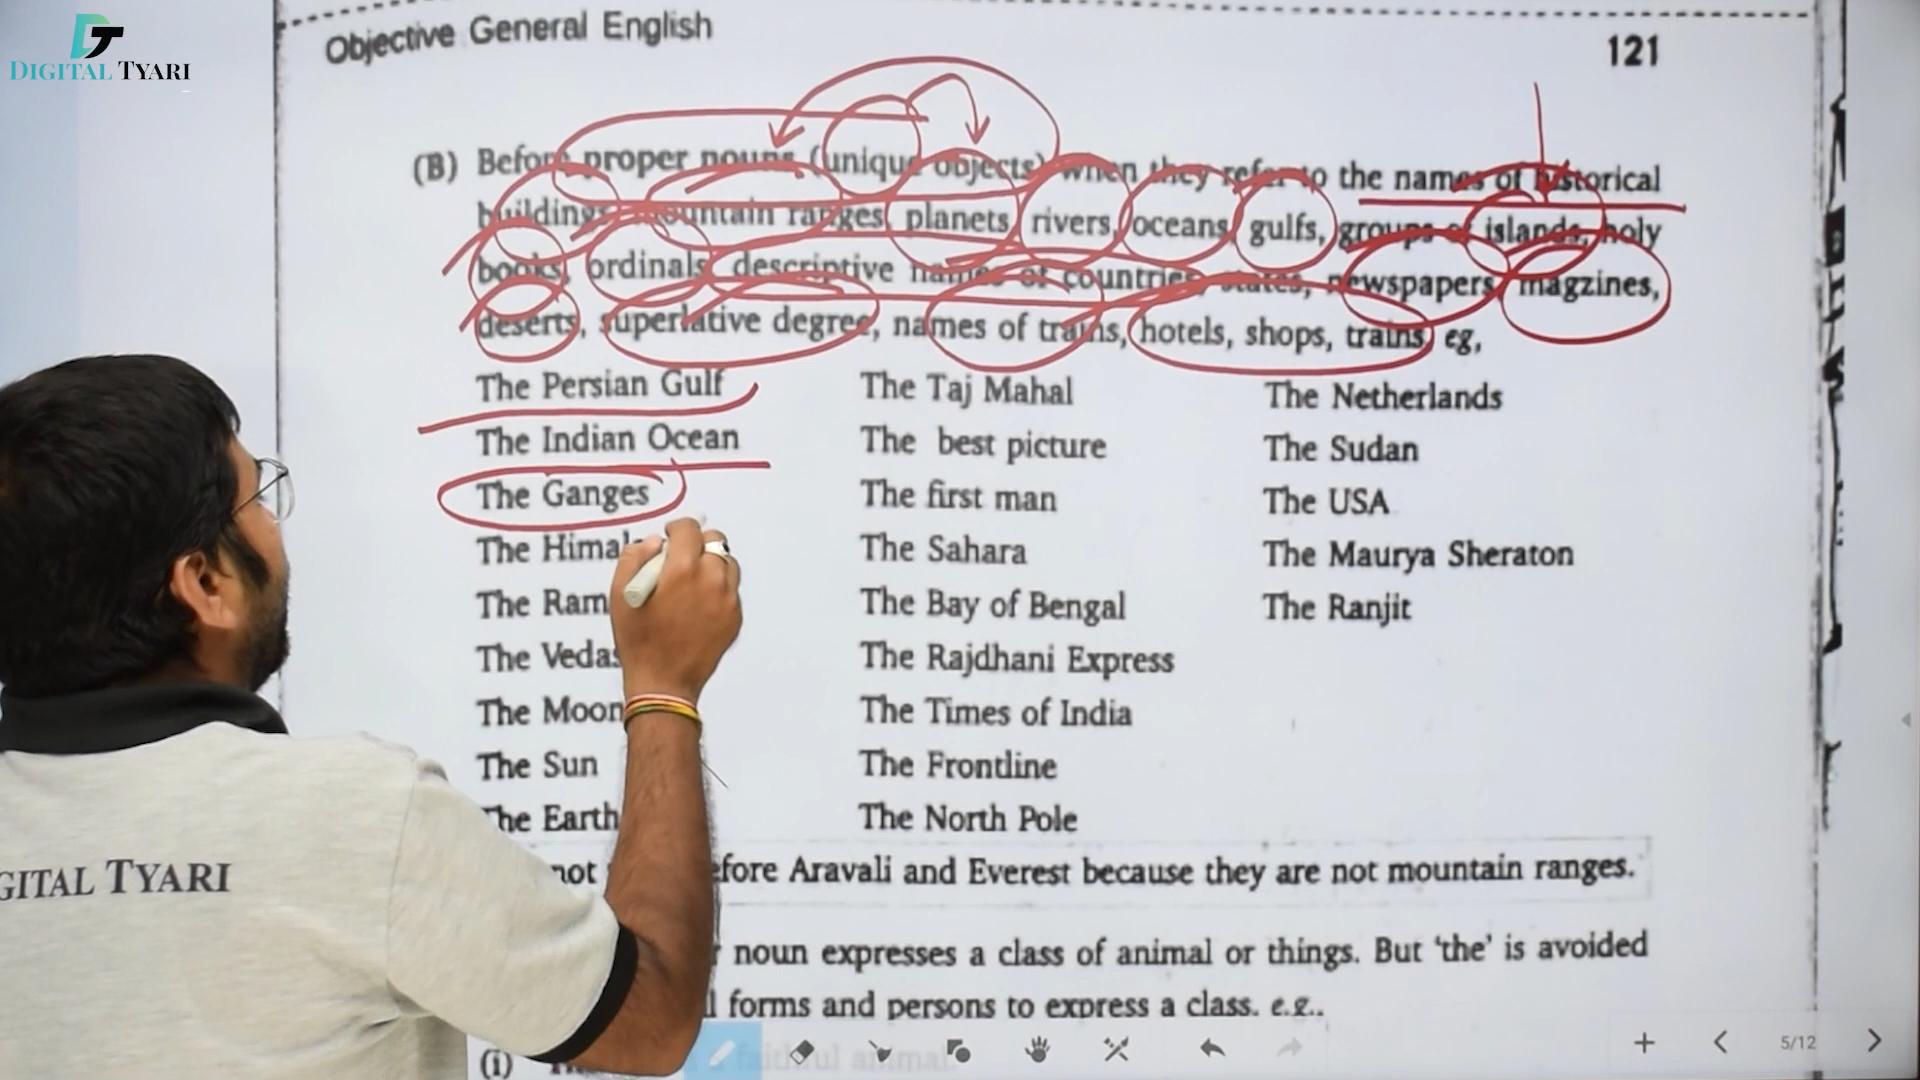 DIGITAL TYARI
Objective General English
121
(B) Before proper nouns (unique objects) when they refer to the names of historical
buildings, mountain ranges, planets, rivers, oceans, gulfs, groups of islands, holy
books, ordinals, descriptive names of countries, states, newspapers, magzines,
deserts, superlative degree, names of trains, hotels, shops, trains eg,
The Persian Gulf
The Indian Ocean
The Ganges
The
The
The Vedas
The Moon
The Sun
The Earth
The Taj Mahal
The best picture
The first man
The Sahara
The Bay of Bengal
The Rajdhani Express
The Times of India
The Frontline
The North Pole
The Netherlands
The Sudan
The USA
The Maurya Sheraton
The Ranjit
not before Aravali and Everest because they are not mountain ranges.
noun expresses a class of animal or things. But 'the' is avoided
forms and persons to express a class. e.g..
(i) faithful animal.
5/12
TYARI